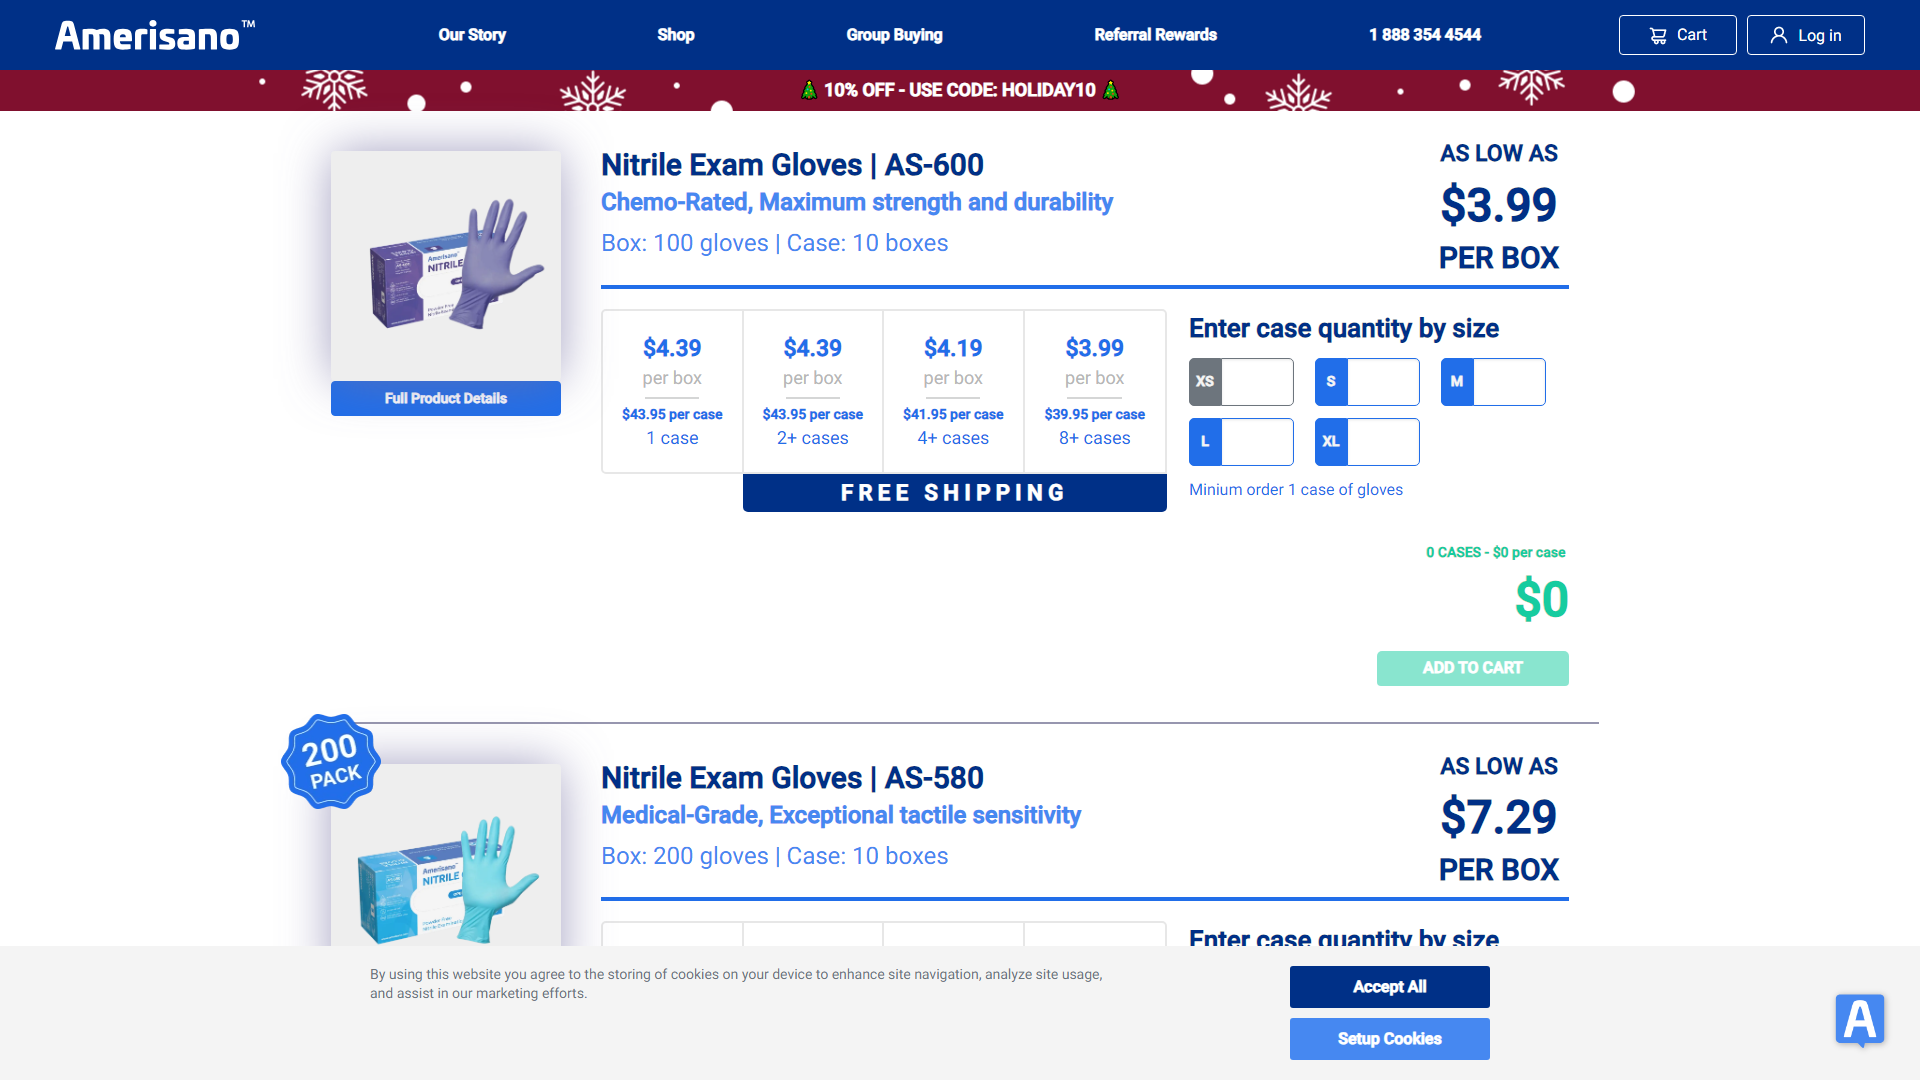 Amerisano™
Our Story
Shop
Group Buying
Referral Rewards
1 888 354 4544
Cart
Log in
10% OFF - USE CODE: HOLIDAY10
Nitrile Exam Gloves | AS-600
Chemo-Rated, Maximum strength and durability
Box: 100 gloves | Case: 10 boxes
AS LOW AS
$3.99
PER BOX
Amerisano
NITRILE
Full Product Details
$4.39
per box
$43.95 per case
1 case
$4.39
per box
$43.95 per case
2+ cases
$4.19
per box
$41.95 per case
4+ cases
$3.99
per box
$39.95 per case
8+ cases
FREE SHIPPING
Enter case quantity by size
XS
S
M
L
XL
Minium order 1 case of gloves
0 CASES - $0 per case
$0
ADD TO CART
200
PACK
Nitrile Exam Gloves | AS-580
Medical-Grade, Exceptional tactile sensitivity
Box: 200 gloves | Case: 10 boxes
AS LOW AS
$7.29
PER BOX
Amerisano
NITRILE
Enter case quantity by size
By using this website you agree to the storing of cookies on your device to enhance site navigation, analyze site usage,
and assist in our marketing efforts.
Accept All
Setup Cookies
A